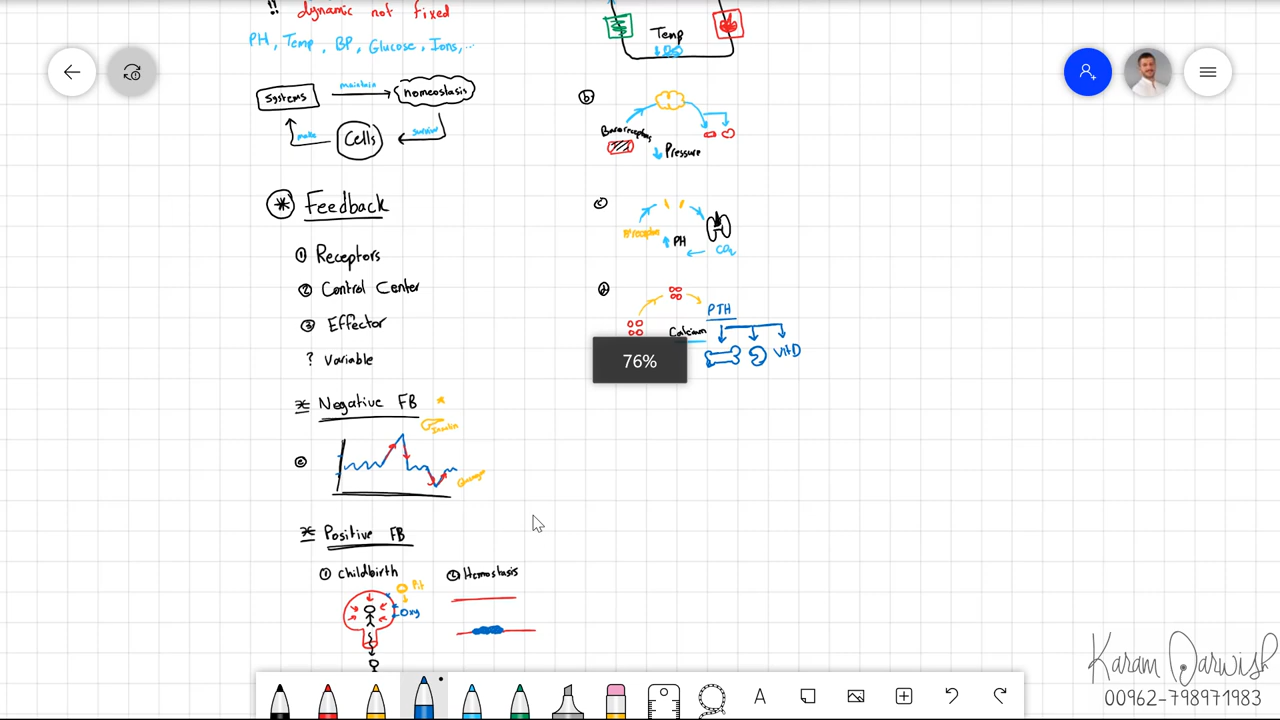 !! dynamic not fixed
PH, Temp, BP, Glucose, Ions,...
Systems maintain homeostasis
make Cells survive
* Feedback
① Receptors
② Control Center
③ Effector
? Variable
* Negative FB *
Insulin
Glucagon
* Positive FB
① childbirth
② Hemostasis
Pit
Oxy
Temp
b
Baroreceptors
↓ Pressure
c
↑ PH
CO2
d
PTH
Calcium
Vit D
76%
A
Karam Darwish
00962-798971983